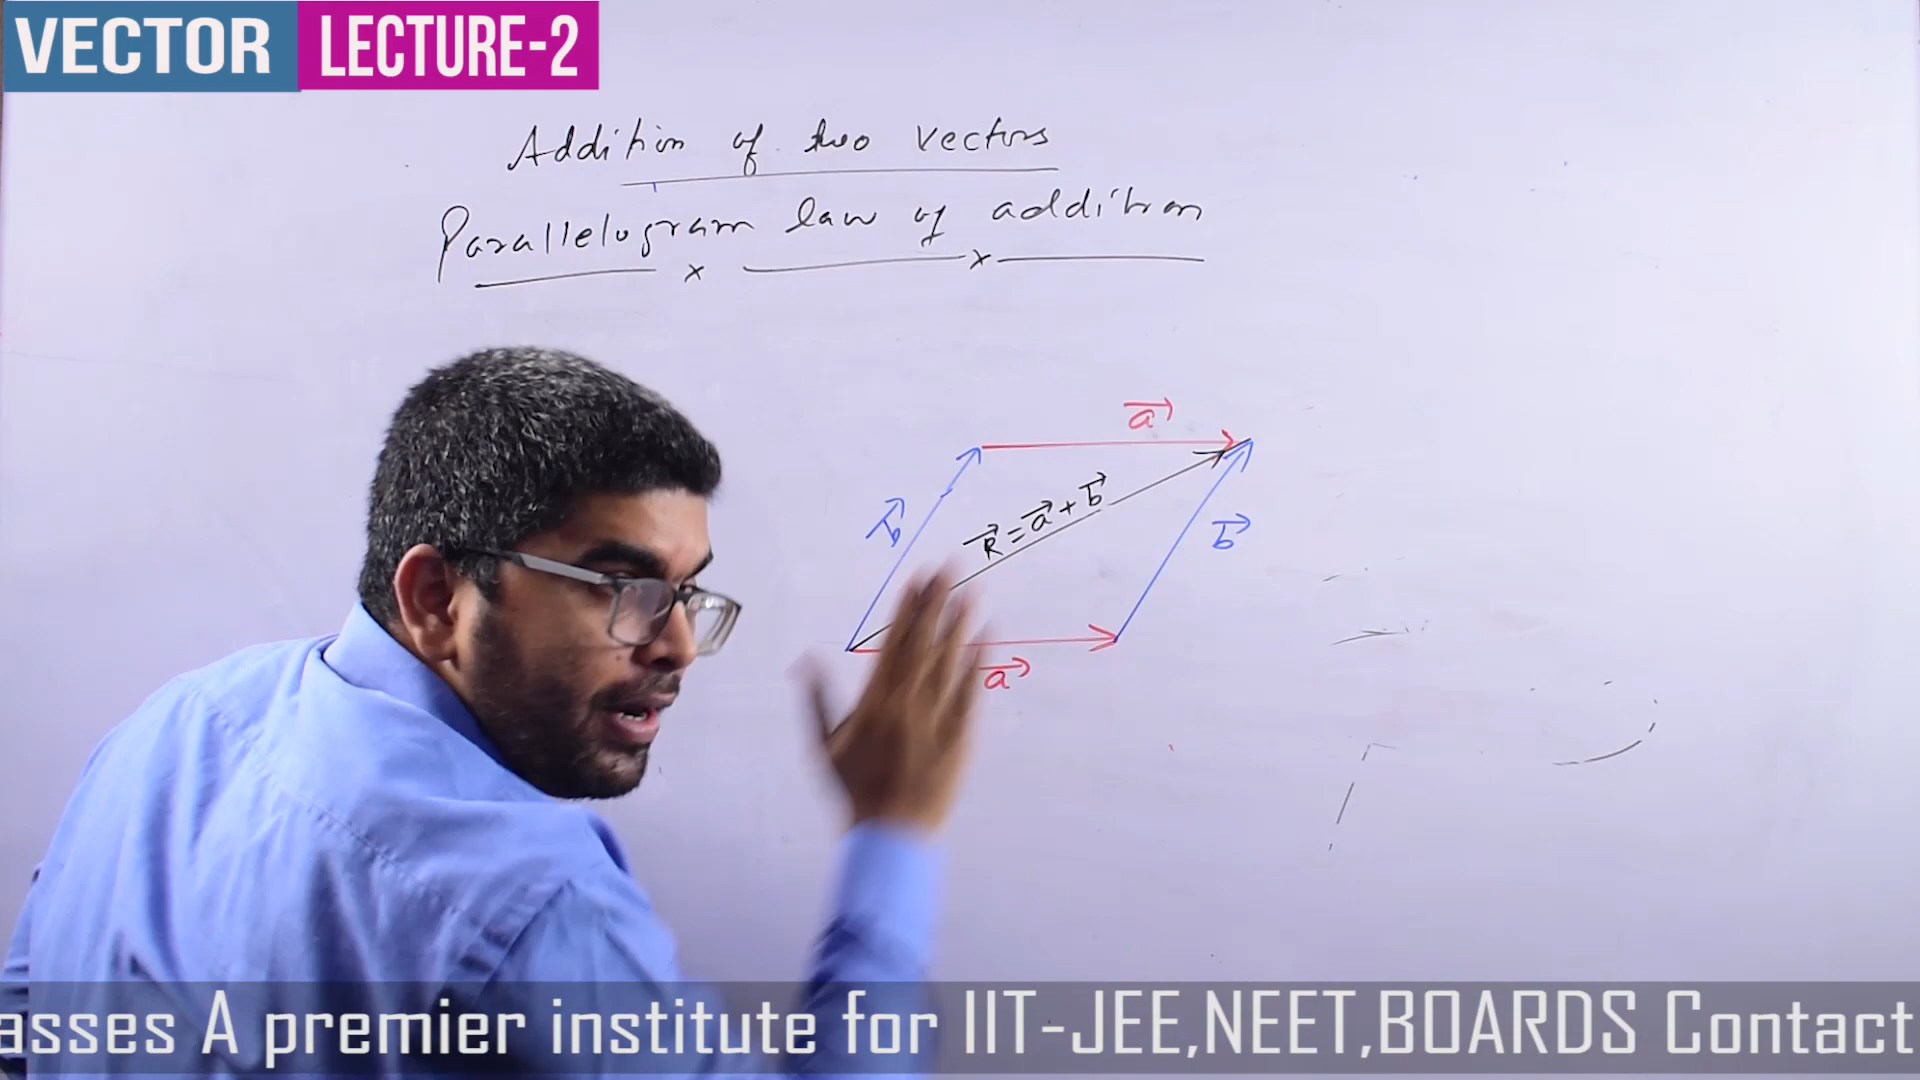 VECTOR LECTURE-2
Addition of two vectors
Parallelogram law of addition
a
b
R = a + b
b
a
asses A premier institute for IIT-JEE,NEET,BOARDS Contact